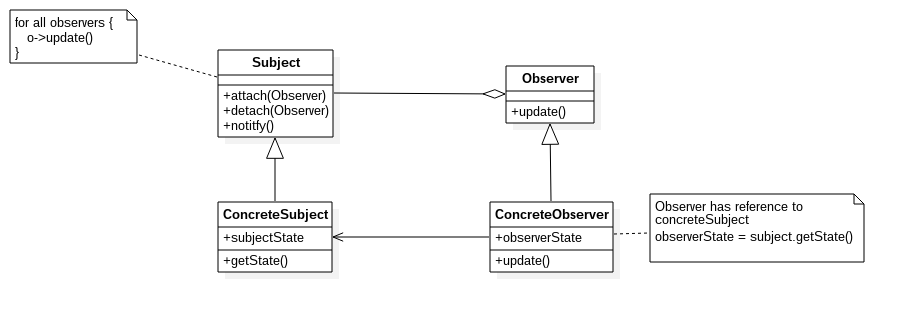 for all observers {
o->update()
}
Subject
+attach(Observer)
+detach(Observer)
+notitfy()
Observer
+update()
ConcreteSubject
+subjectState
+getState()
ConcreteObserver
+observerState
+update()
Observer has reference to
concreteSubject
observerState = subject.getState()